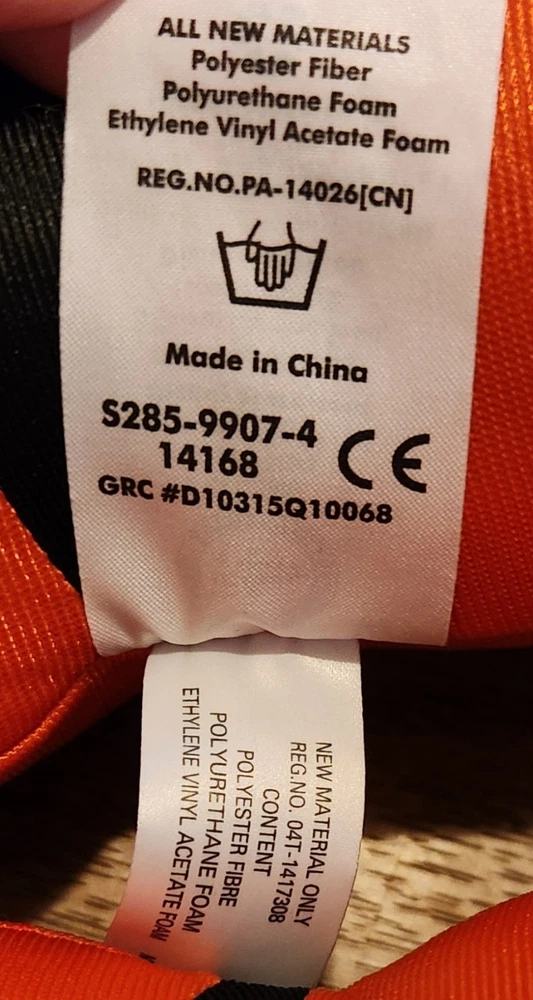 ALL NEW MATERIALS
Polyester Fiber
Polyurethane Foam
Ethylene Vinyl Acetate Foam
REG.NO.PA-14026[CN]
Made in China
S285-9907-4
14168
CE
GRC #D10315Q10068
NEW MATERIAL ONLY
REG.NO. 04T-1417308
CONTENT
POLYESTER FIBRE
POLYURETHANE FOAM
ETHYLENE VINYL ACETATE FOAM